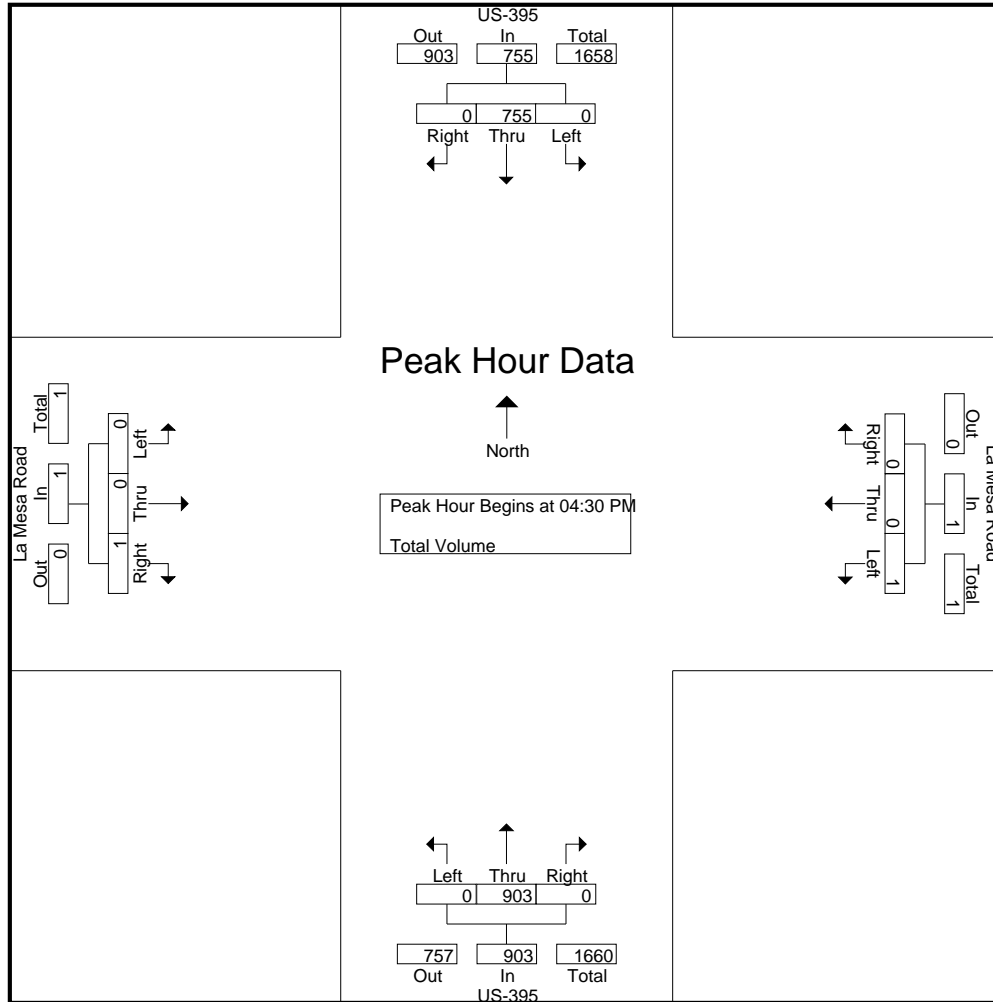 US-395
Out In Total
903 755 1658
0 755 0
Right Thru Left
Peak Hour Data
North
Peak Hour Begins at 04:30 PM
Total Volume
La Mesa Road
Out In Total
0 1 1
Left Thru Right
0 0 1
La Mesa Road
Out In Total
0 1 1
Right Thru Left
0 0 1
Left Thru Right
0 903 0
757 903 1660
Out In Total
US-395